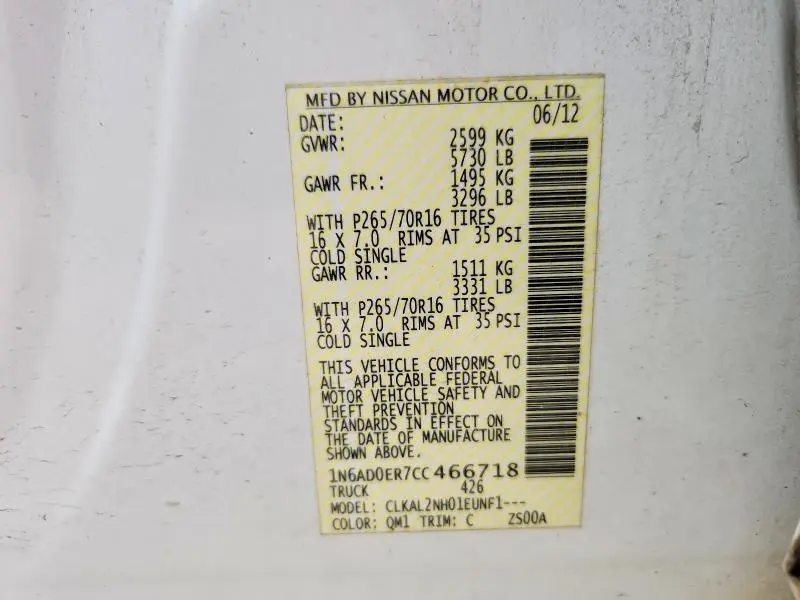 MFD BY NISSAN MOTOR CO., LTD.
DATE: 06/12
GVWR: 2599 KG
5730 LB
GAWR FR.: 1495 KG
3296 LB
WITH P265/70R16 TIRES
16 X 7.0 RIMS AT 35 PSI
COLD SINGLE
GAWR RR.: 1511 KG
3331 LB
WITH P265/70R16 TIRES
16 X 7.0 RIMS AT 35 PSI
COLD SINGLE
THIS VEHICLE CONFORMS TO
ALL APPLICABLE FEDERAL
MOTOR VEHICLE SAFETY AND
THEFT PREVENTION
STANDARDS IN EFFECT ON
THE DATE OF MANUFACTURE
SHOWN ABOVE.
1N6AD0ER7CC466718
TRUCK 426
MODEL: CLKAL2NH01EUNF1---
COLOR: QM1 TRIM: C ZS00A